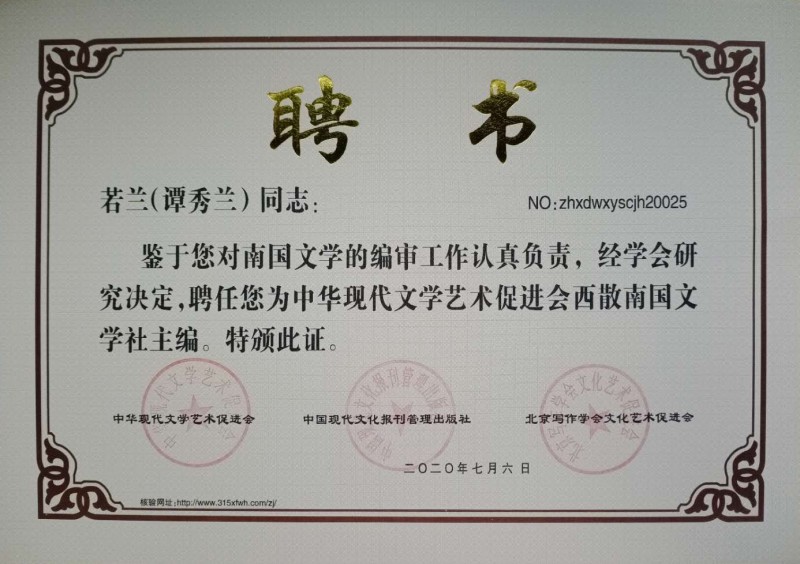 聘书
若兰(谭秀兰)同志:
NO:zhxdwxyscjh20025
鉴于您对南国文学的编审工作认真负责,经学会研
究决定,聘任您为中华现代文学艺术促进会西散南国文
学社主编。特颁此证。
中华现代文学艺术促进会
中国现代文化报刊管理出版社
北京写作学会文化艺术促进会
二〇二〇年七月六日
核验网址:http://www.315xfwh.com/zj/